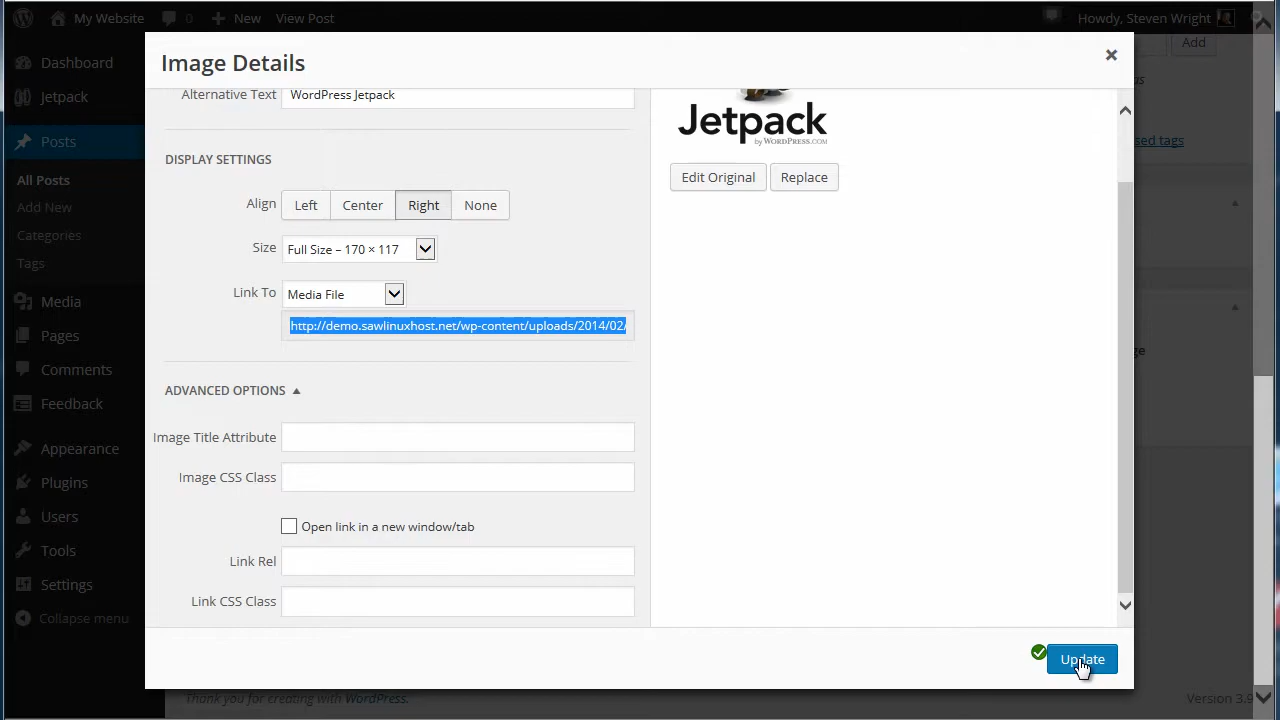 My Website
0
New
View Post
Howdy, Steven Wright
Dashboard
Jetpack
Posts
All Posts
Add New
Categories
Tags
Media
Pages
Comments
Feedback
Appearance
Plugins
Users
Tools
Settings
Collapse menu
Add
Image Details
Alternative Text WordPress Jetpack
DISPLAY SETTINGS
Align Left Center Right None
Size Full Size – 170 × 117
Link To Media File
http://demo.sawlinuxhost.net/wp-content/uploads/2014/02/
ADVANCED OPTIONS
Image Title Attribute
Image CSS Class
Open link in a new window/tab
Link Rel
Link CSS Class
Jetpack
by WORDPRESS.COM
Edit Original Replace
Update
tags
Thank you for creating with WordPress.
Version 3.9